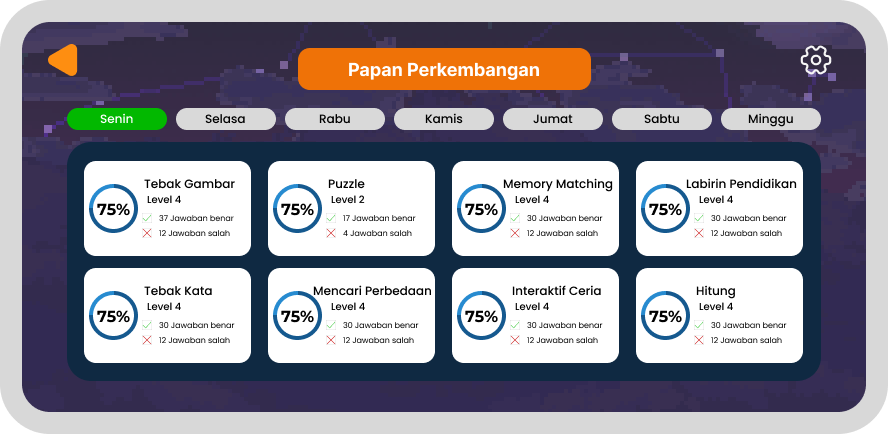 Papan Perkembangan
Senin
Selasa
Rabu
Kamis
Jumat
Sabtu
Minggu
75%
Tebak Gambar
Level 4
37 Jawaban benar
12 Jawaban salah
75%
Puzzle
Level 2
17 Jawaban benar
4 Jawaban salah
75%
Memory Matching
Level 4
30 Jawaban benar
12 Jawaban salah
75%
Labirin Pendidikan
Level 4
30 Jawaban benar
12 Jawaban salah
75%
Tebak Kata
Level 4
30 Jawaban benar
12 Jawaban salah
75%
Mencari Perbedaan
Level 4
30 Jawaban benar
12 Jawaban salah
75%
Interaktif Ceria
Level 4
30 Jawaban benar
12 Jawaban salah
75%
Hitung
Level 4
30 Jawaban benar
12 Jawaban salah